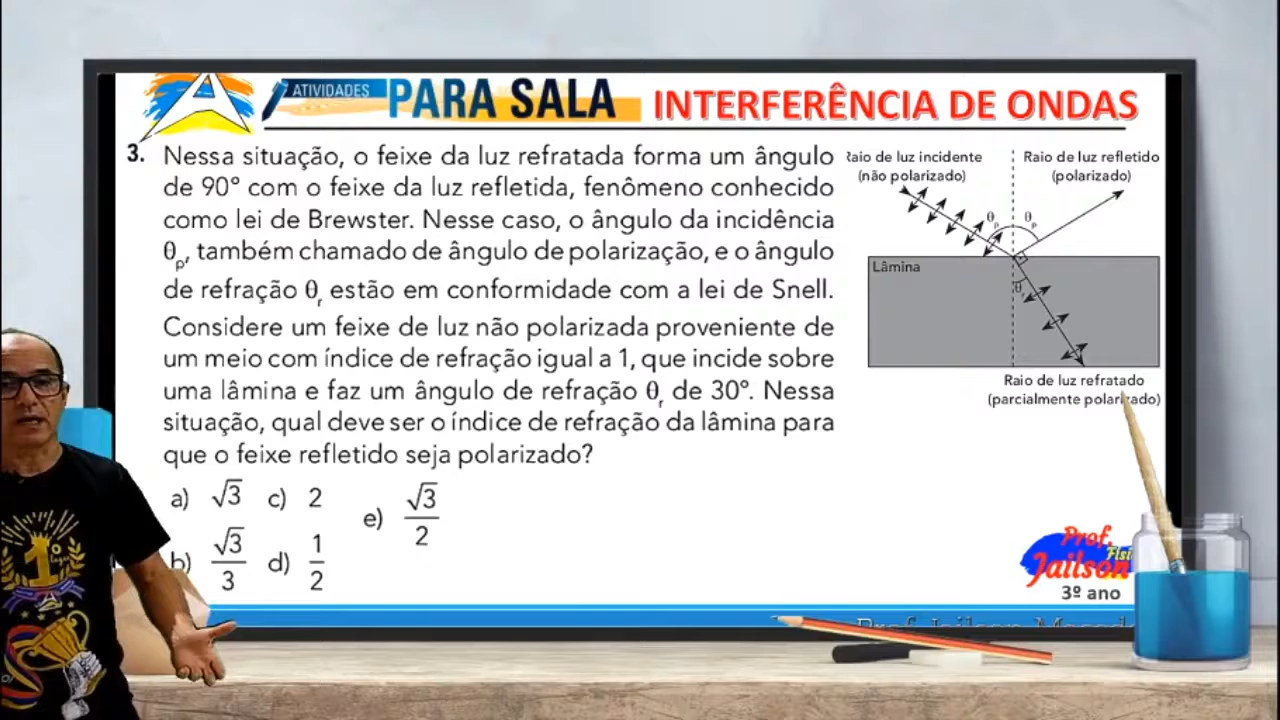 ATIVIDADES PARA SALA INTERFERÊNCIA DE ONDAS
3. Nessa situação, o feixe da luz refratada forma um ângulo
de 90° com o feixe da luz refletida, fenômeno conhecido
como lei de Brewster. Nesse caso, o ângulo da incidência
θp, também chamado de ângulo de polarização, e o ângulo
de refração θr estão em conformidade com a lei de Snell.
Considere um feixe de luz não polarizada proveniente de
um meio com índice de refração igual a 1, que incide sobre
uma lâmina e faz um ângulo de refração θr de 30°. Nessa
situação, qual deve ser o índice de refração da lâmina para
que o feixe refletido seja polarizado?
a) √3 c) 2
e) √3/2
b) √3/3 d) 1/2
Raio de luz incidente
(não polarizado)
Raio de luz refletido
(polarizado)
θp θp
Lâmina
θr
Raio de luz refratado
(parcialmente polarizado)
Prof.
Jailson
3º ano
1º
lugar